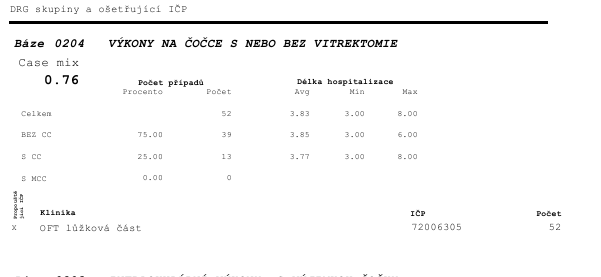 DRG skupiny a ošetřující IČP
Báze 0204 VÝKONY NA ČOČCE S NEBO BEZ VITREKTOMIE
Case mix
0.76
Počet případů Délka hospitalizace
Procento Počet Avg Min Max
Celkem 52 3.83 3.00 8.00
BEZ CC 75.00 39 3.85 3.00 6.00
S CC 25.00 13 3.77 3.00 8.00
S MCC 0.00 0
Klinika IČP Počet
X OFT lůžková část 72006305 52